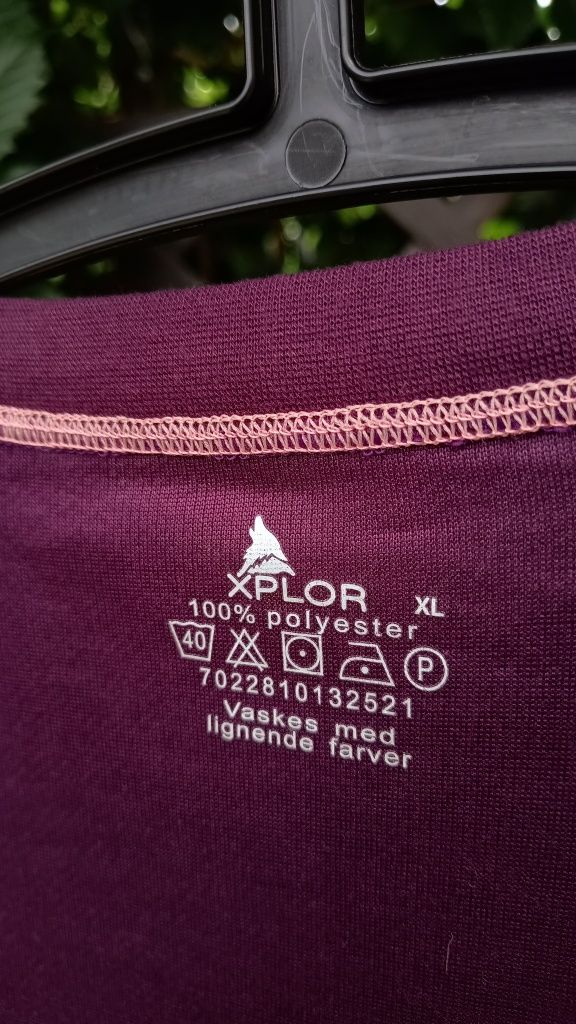 XPLOR XL
100% polyester
40 P
7022810132521
Vaskes med
lignende farver